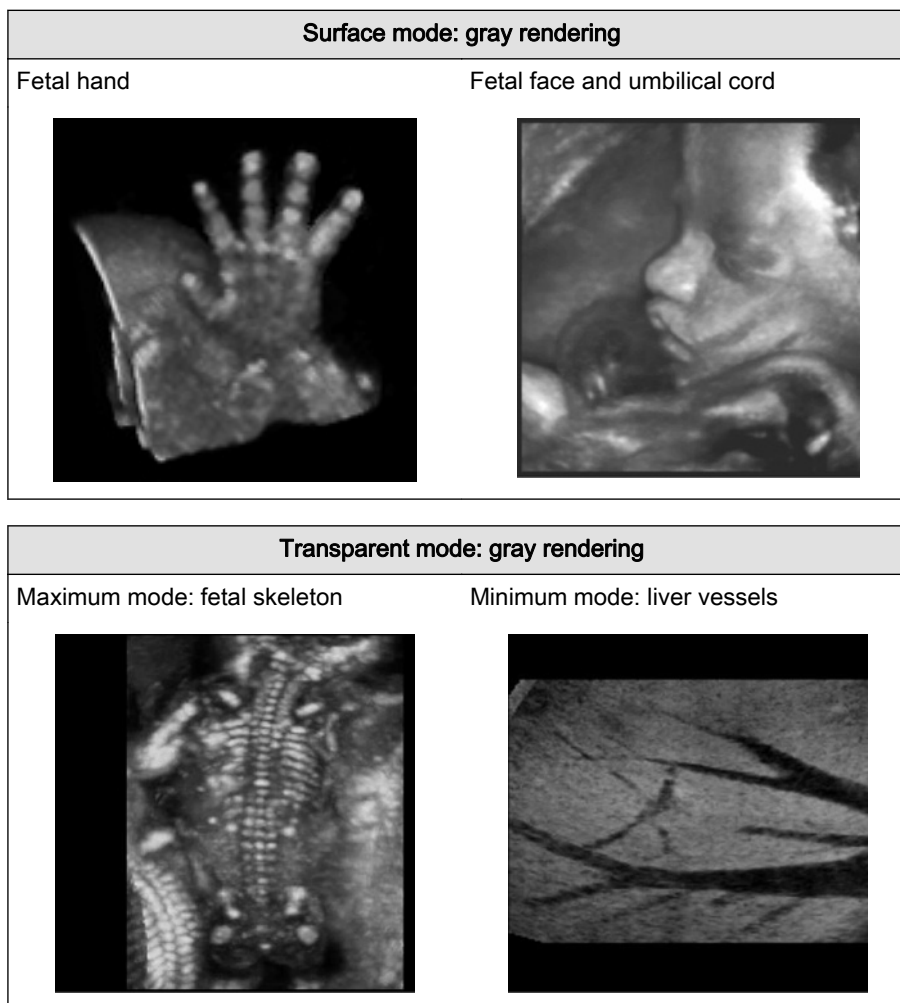 Surface mode: gray rendering
Fetal hand
Fetal face and umbilical cord
Transparent mode: gray rendering
Maximum mode: fetal skeleton
Minimum mode: liver vessels